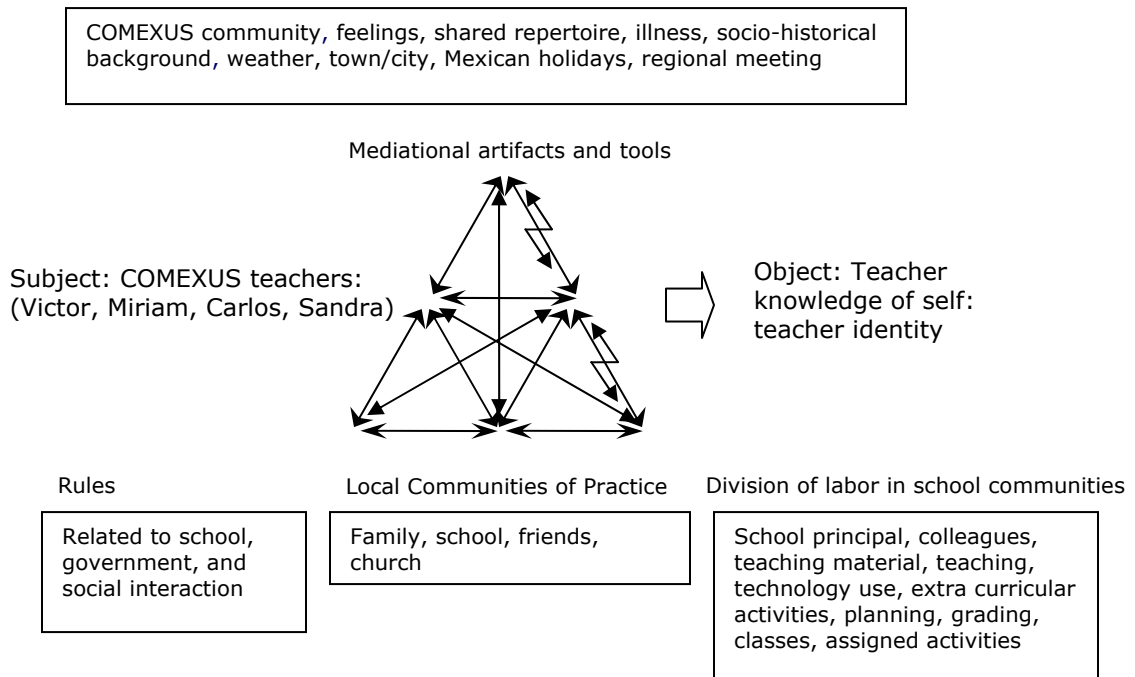 COMEXUS community, feelings, shared repertoire, illness, socio-historical
background, weather, town/city, Mexican holidays, regional meeting
Mediational artifacts and tools
Subject: COMEXUS teachers:
(Victor, Miriam, Carlos, Sandra)
Object: Teacher
knowledge of self:
teacher identity
Rules
Related to school,
government, and
social interaction
Local Communities of Practice
Family, school, friends,
church
Division of labor in school communities
School principal, colleagues,
teaching material, teaching,
technology use, extra curricular
activities, planning, grading,
classes, assigned activities